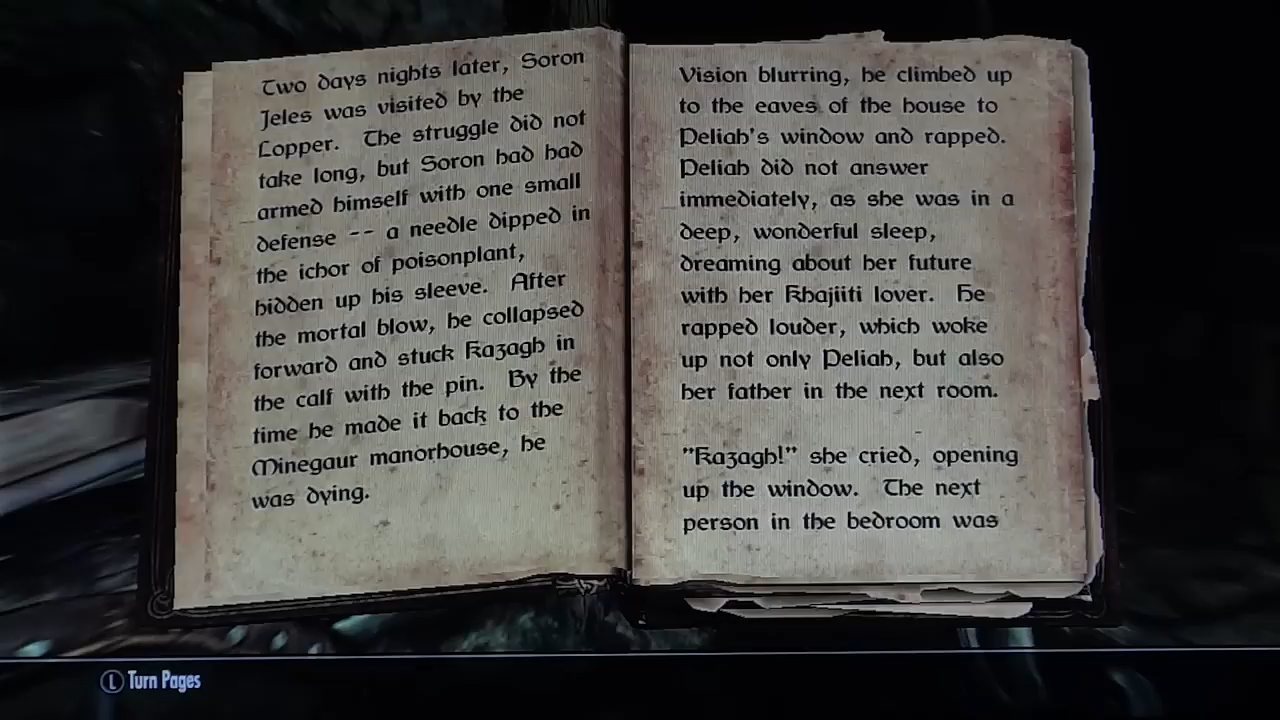 Two days nights later, Soron
Jeles was visited by the
Lopper. The struggle did not
take long, but Soron had had
armed himself with one small
defense -- a needle dipped in
the ichor of poisonplant,
hidden up his sleeve. After
the mortal blow, he collapsed
forward and stuck Kazagh in
the calf with the pin. By the
time he made it back to the
Minegaur manorhouse, he
was dying.
Vision blurring, he climbed up
to the eaves of the house to
Peliah's window and rapped.
Peliah did not answer
immediately, as she was in a
deep, wonderful sleep,
dreaming about her future
with her Khajiiti lover. He
rapped louder, which woke
up not only Peliah, but also
her father in the next room.
"Kazagh!" she cried, opening
up the window. The next
person in the bedroom was
L Turn Pages